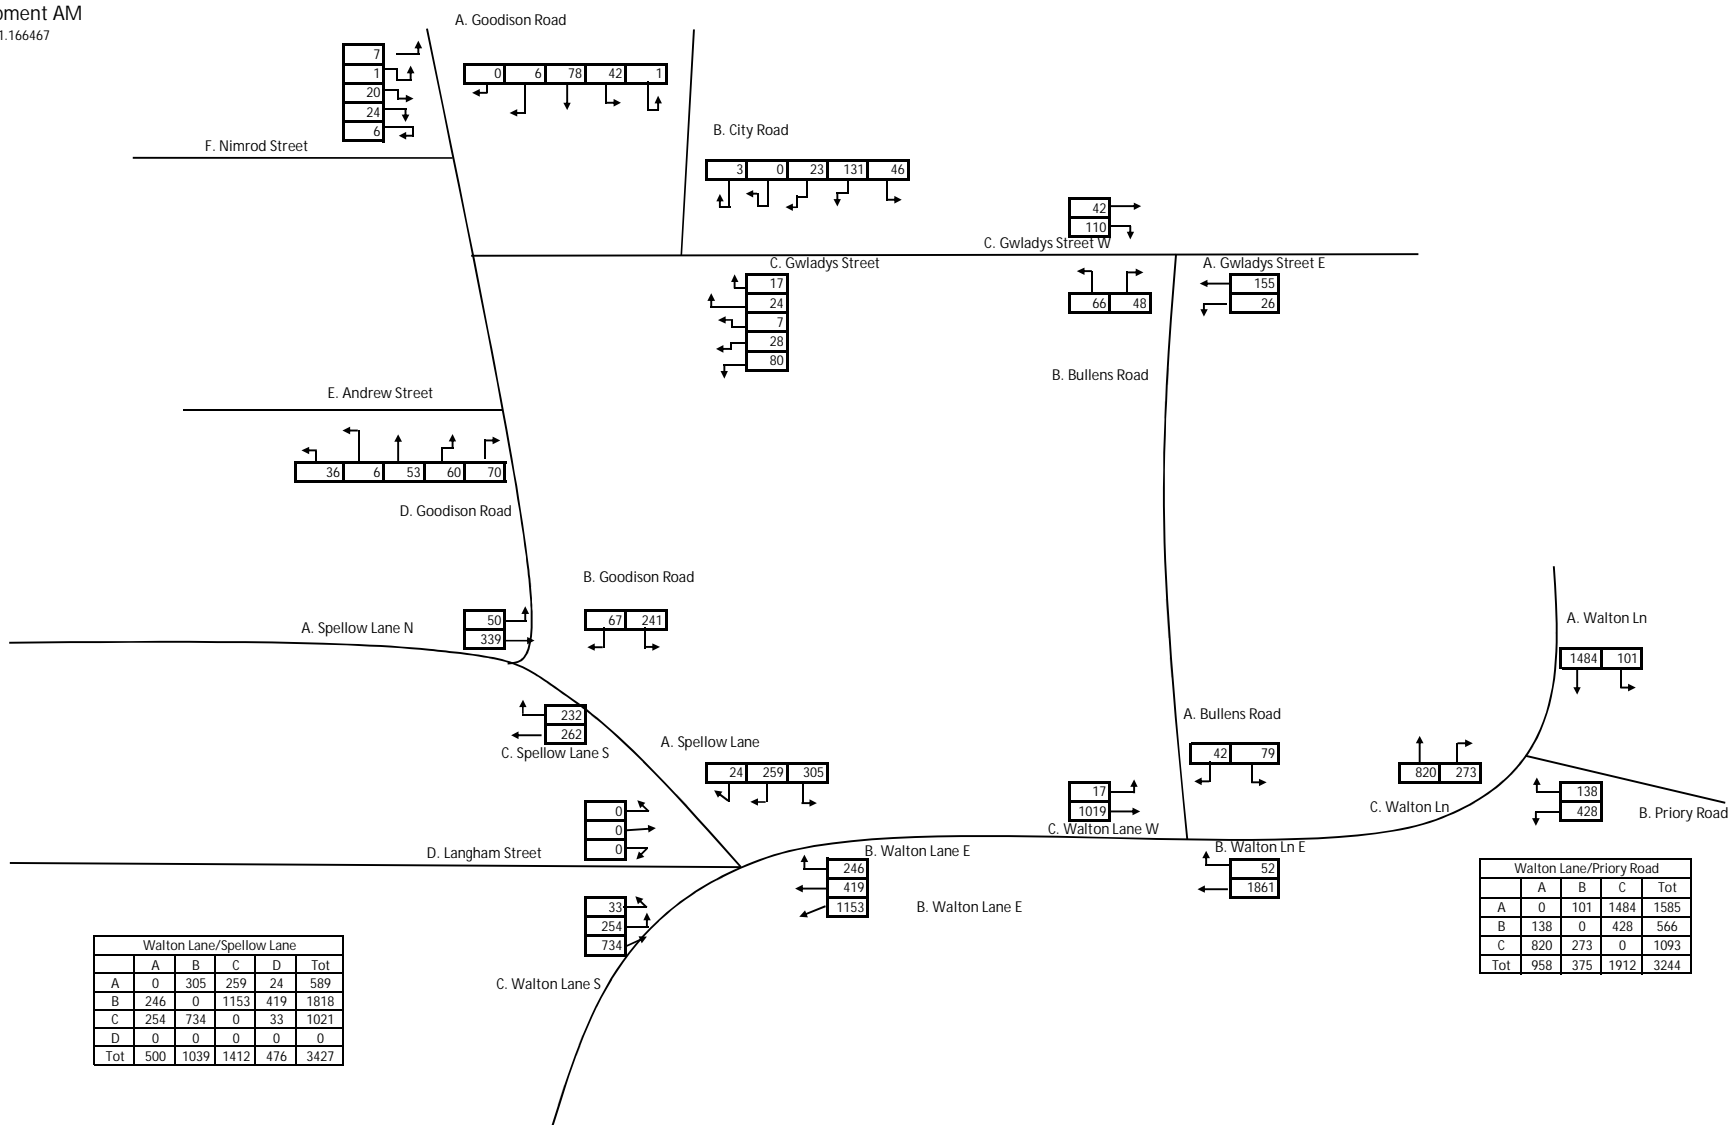 oment AM
1.166467
A. Goodison Road
7
1
20
24
6
0 6 78 42 1
B. City Road
F. Nimrod Street
3 0 23 131 46
42
110
C. Gwladys Street W
C. Gwladys Street
A. Gwladys Street E
17
24
7
28
80
66 48
155
26
B. Bullens Road
E. Andrew Street
36 6 53 60 70
D. Goodison Road
B. Goodison Road
50
339
67 241
A. Spellow Lane N
A. Walton Ln
1484 101
232
262
C. Spellow Lane S
A. Spellow Lane
24 259 305
A. Bullens Road
42 79
820 273
17
1019
C. Walton Lane W
C. Walton Ln
138
428
B. Priory Road
0
0
0
D. Langham Street
B. Walton Lane E
246
419
1153
B. Walton Lane E
B. Walton Ln E
52
1861
33
254
734
C. Walton Lane S
Walton Lane/Priory Road
A B C Tot
A 0 101 1484 1585
B 138 0 428 566
C 820 273 0 1093
Tot 958 375 1912 3244
Walton Lane/Spellow Lane
A B C D Tot
A 0 305 259 24 589
B 246 0 1153 419 1818
C 254 734 0 33 1021
D 0 0 0 0 0
Tot 500 1039 1412 476 3427